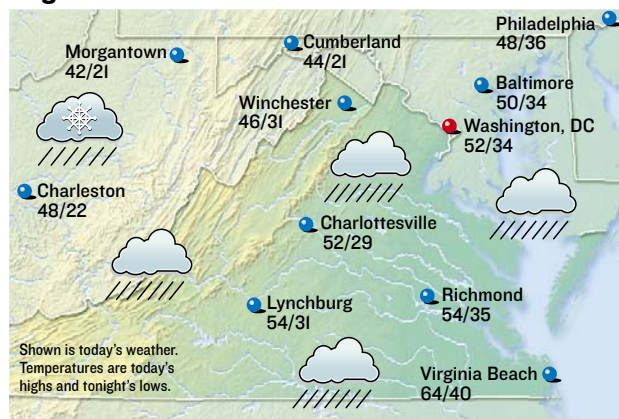 Philadelphia
48/36
Morgantown
42/21
Cumberland
44/21
Baltimore
50/34
Winchester
46/31
Washington, DC
52/34
Charleston
48/22
Charlottesville
52/29
Lynchburg
54/31
Richmond
54/35
Shown is today's weather.
Temperatures are today's
highs and tonight's lows.
Virginia Beach
64/40